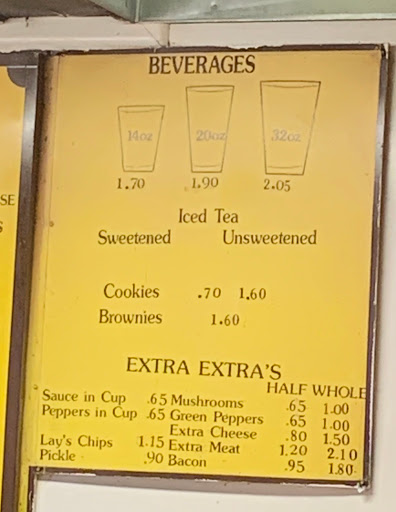 BEVERAGES
14oz 20oz 32oz
1.70 1.90 2.05
Iced Tea
Sweetened Unsweetened
Cookies .70 1.60
Brownies 1.60
EXTRA EXTRA'S
HALF WHOLE
Sauce in Cup .65 Mushrooms .65 1.00
Peppers in Cup .65 Green Peppers .65 1.00
Extra Cheese .80 1.50
Lay's Chips 1.15 Extra Meat 1.20 2.10
Pickle .90 Bacon .95 1.80
SE
S